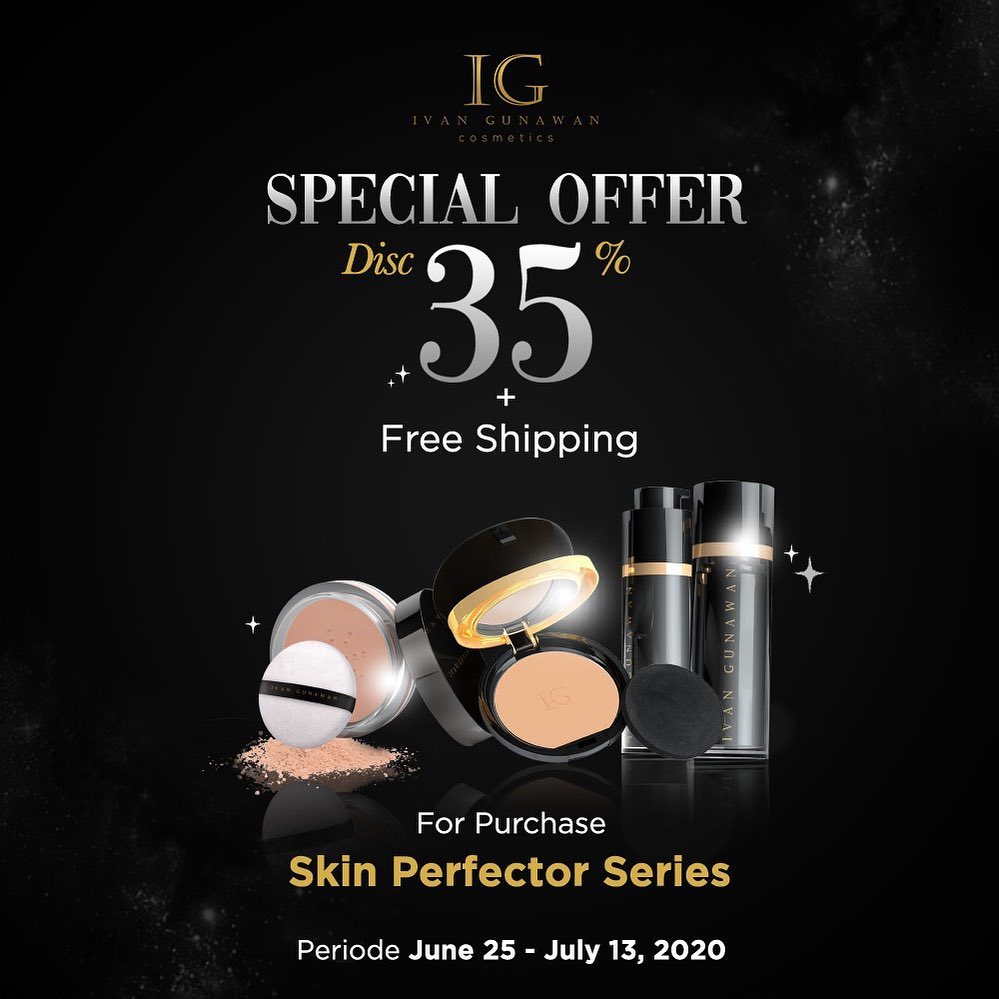 IG
IVAN GUNAWAN
cosmetics
SPECIAL OFFER
Disc 35 %
+
Free Shipping
IVAN GUNAWAN
IG
UNAWAN
IVAN GUNAWAN
For Purchase
Skin Perfector Series
Periode June 25 - July 13, 2020